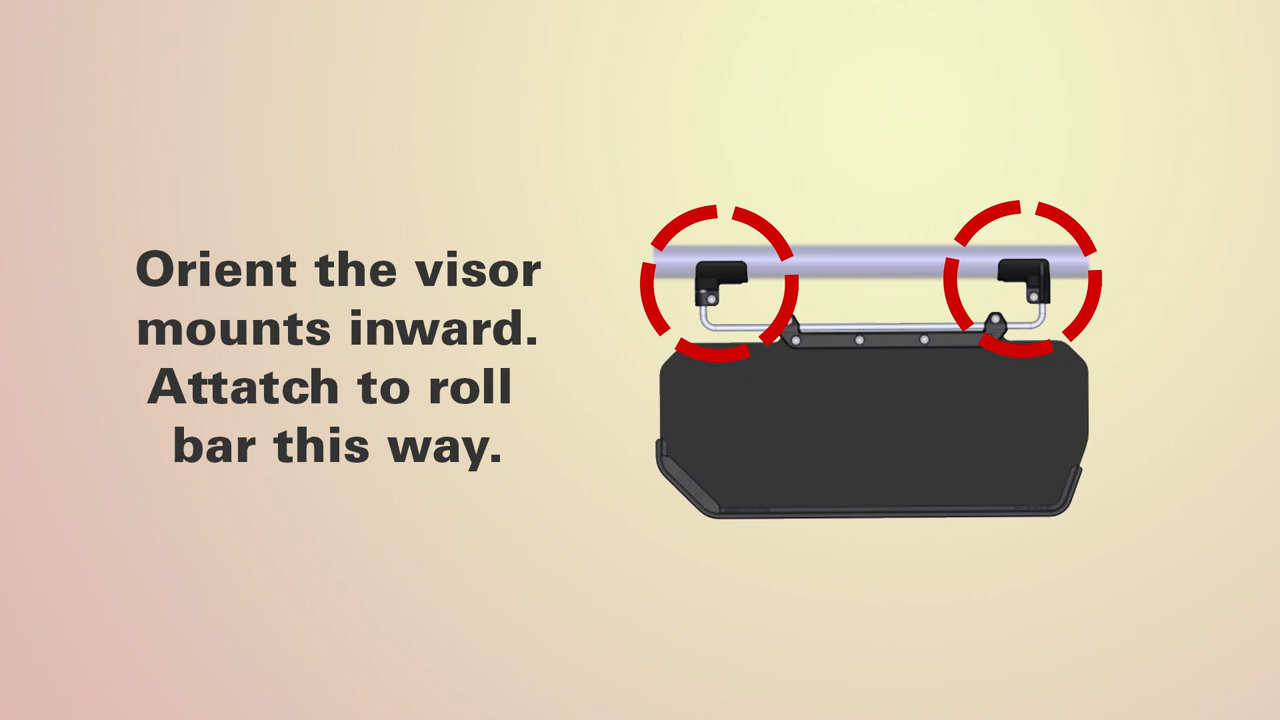 Orient the visor
mounts inward.
Attatch to roll
bar this way.